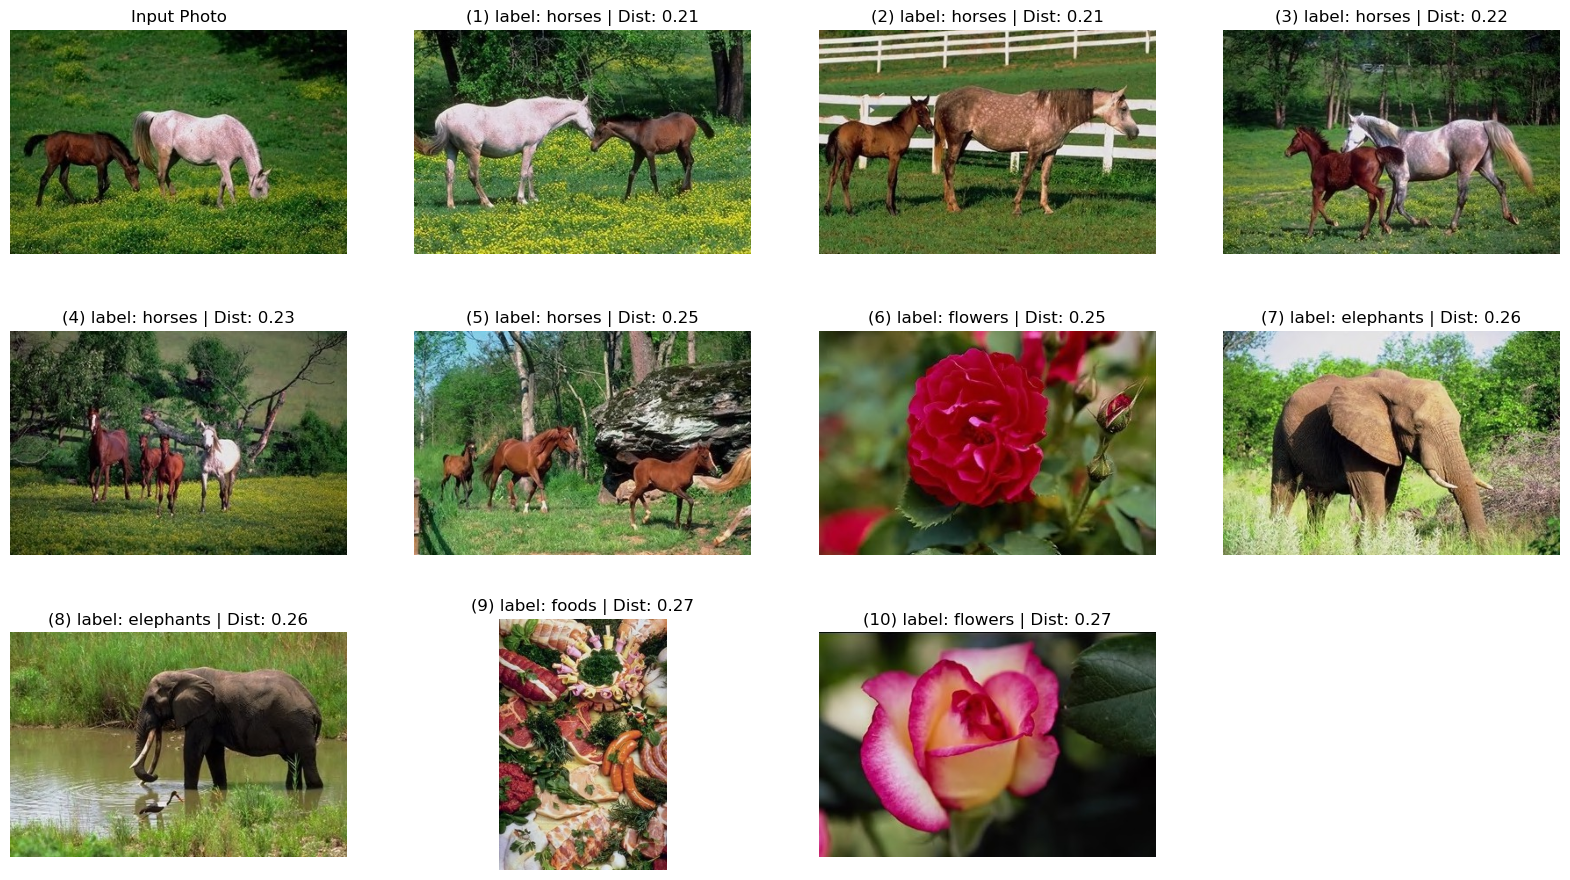 Input Photo
(1) label: horses | Dist: 0.21
(2) label: horses | Dist: 0.21
(3) label: horses | Dist: 0.22
(4) label: horses | Dist: 0.23
(5) label: horses | Dist: 0.25
(6) label: flowers | Dist: 0.25
(7) label: elephants | Dist: 0.26
(8) label: elephants | Dist: 0.26
(9) label: foods | Dist: 0.27
(10) label: flowers | Dist: 0.27